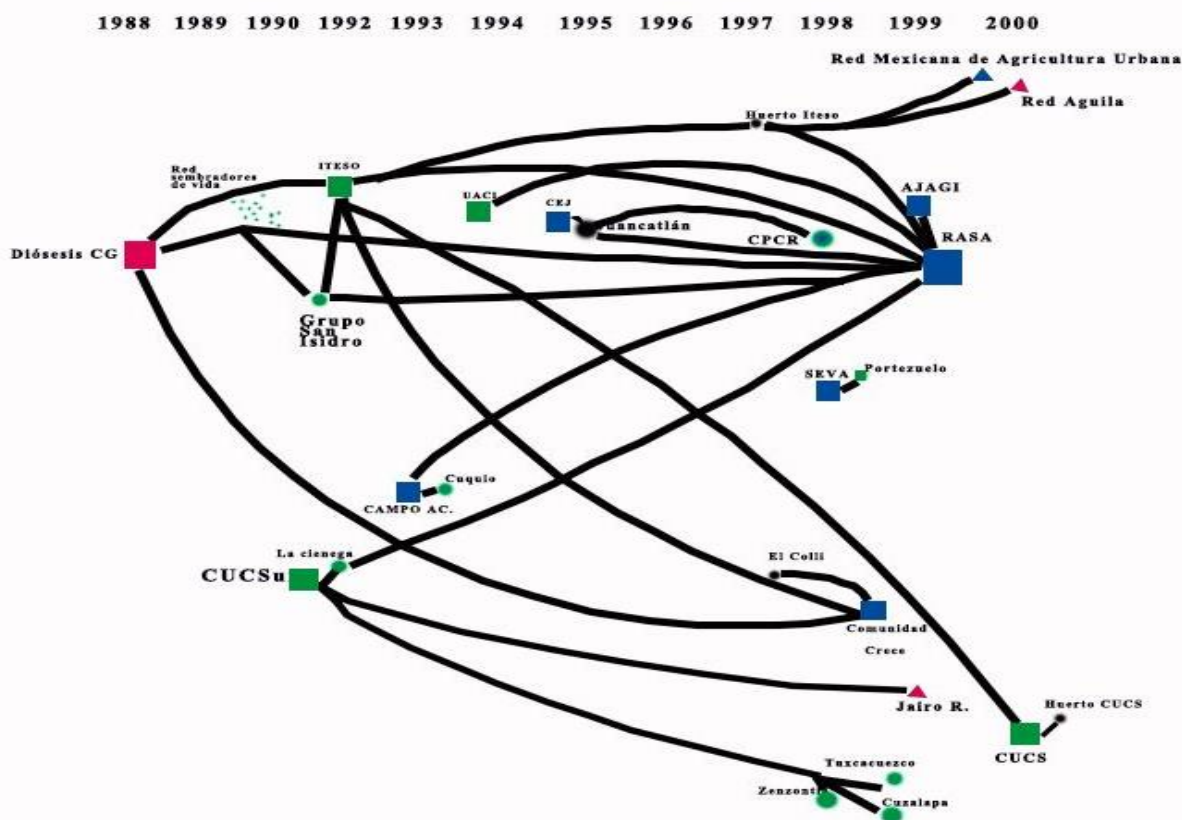 1988 1989 1990 1992 1993 1994 1995 1996 1997 1998 1999 2000
Red Mexicana de Agricultura Urbana
Red Aguila
Huerto Iteso
Red
sembradores
de vida
ITESO
UACI
CEJ
Juancatlán
CPCR
AJAGI
RASA
Diósesis CG
Grupo
San
Isidro
SEVA
Portezuelo
Cuquio
CAMPO AC.
La cienega
CUCSu
El Colli
Comunidad
Crece
Jairo R.
Huerto CUCS
CUCS
Tuxcacuezco
Zenzontl
Cuzalapa